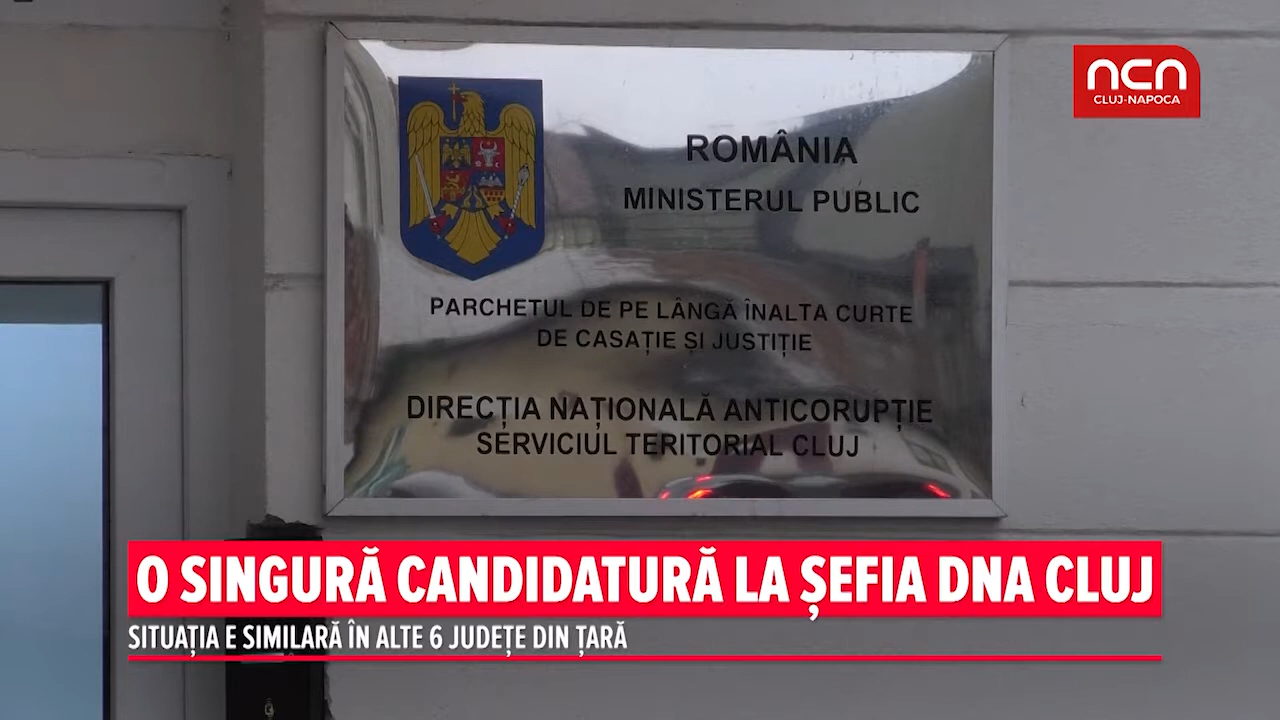 ncn
CLUJ-NAPOCA
ROMÂNIA
MINISTERUL PUBLIC
PARCHETUL DE PE LÂNGĂ ÎNALTA CURTE
DE CASAȚIE ȘI JUSTIȚIE
DIRECȚIA NAȚIONALĂ ANTICORUPȚIE
SERVICIUL TERITORIAL CLUJ
O SINGURĂ CANDIDATURĂ LA ȘEFIA DNA CLUJ
SITUAȚIA E SIMILARĂ ÎN ALTE 6 JUDEȚE DIN ȚARĂ